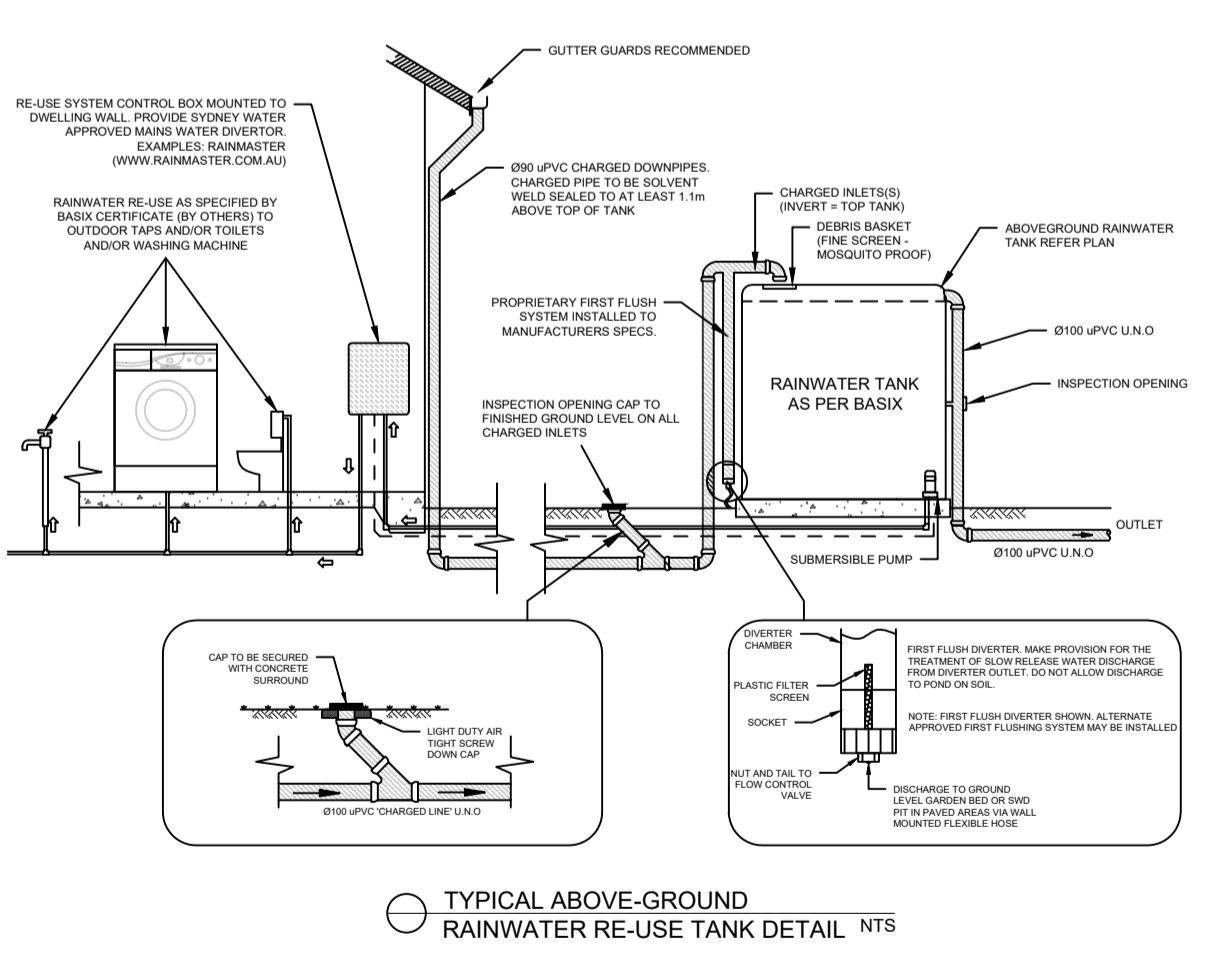 GUTTER GUARDS RECOMMENDED
RE-USE SYSTEM CONTROL BOX MOUNTED TO
DWELLING WALL. PROVIDE SYDNEY WATER
APPROVED MAINS WATER DIVERTOR.
EXAMPLES: RAINMASTER
(WWW.RAINMASTER.COM.AU)
Ø90 uPVC CHARGED DOWNPIPES.
CHARGED PIPE TO BE SOLVENT
WELD SEALED TO AT LEAST 1.1m
ABOVE TOP OF TANK
RAINWATER RE-USE AS SPECIFIED BY
BASIX CERTIFICATE (BY OTHERS) TO
OUTDOOR TAPS AND/OR TOILETS
AND/OR WASHING MACHINE
CHARGED INLETS(S)
(INVERT = TOP TANK)
DEBRIS BASKET
(FINE SCREEN -
MOSQUITO PROOF)
ABOVEGROUND RAINWATER
TANK REFER PLAN
PROPRIETARY FIRST FLUSH
SYSTEM INSTALLED TO
MANUFACTURERS SPECS.
Ø100 uPVC U.N.O
INSPECTION OPENING
RAINWATER TANK
AS PER BASIX
INSPECTION OPENING CAP TO
FINISHED GROUND LEVEL ON ALL
CHARGED INLETS
OUTLET
Ø100 uPVC U.N.O
SUBMERSIBLE PUMP
CAP TO BE SECURED
WITH CONCRETE
SURROUND
LIGHT DUTY AIR
TIGHT SCREW
DOWN CAP
Ø100 uPVC 'CHARGED LINE' U.N.O
DIVERTER
CHAMBER
PLASTIC FILTER
SCREEN
SOCKET
NUT AND TAIL TO
FLOW CONTROL
VALVE
FIRST FLUSH DIVERTER. MAKE PROVISION FOR THE
TREATMENT OF SLOW RELEASE WATER DISCHARGE
FROM DIVERTER OUTLET. DO NOT ALLOW DISCHARGE
TO POND ON SOIL.
NOTE: FIRST FLUSH DIVERTER SHOWN. ALTERNATE
APPROVED FIRST FLUSHING SYSTEM MAY BE INSTALLED
DISCHARGE TO GROUND
LEVEL GARDEN BED OR SWD
PIT IN PAVED AREAS VIA WALL
MOUNTED FLEXIBLE HOSE
TYPICAL ABOVE-GROUND
RAINWATER RE-USE TANK DETAIL NTS